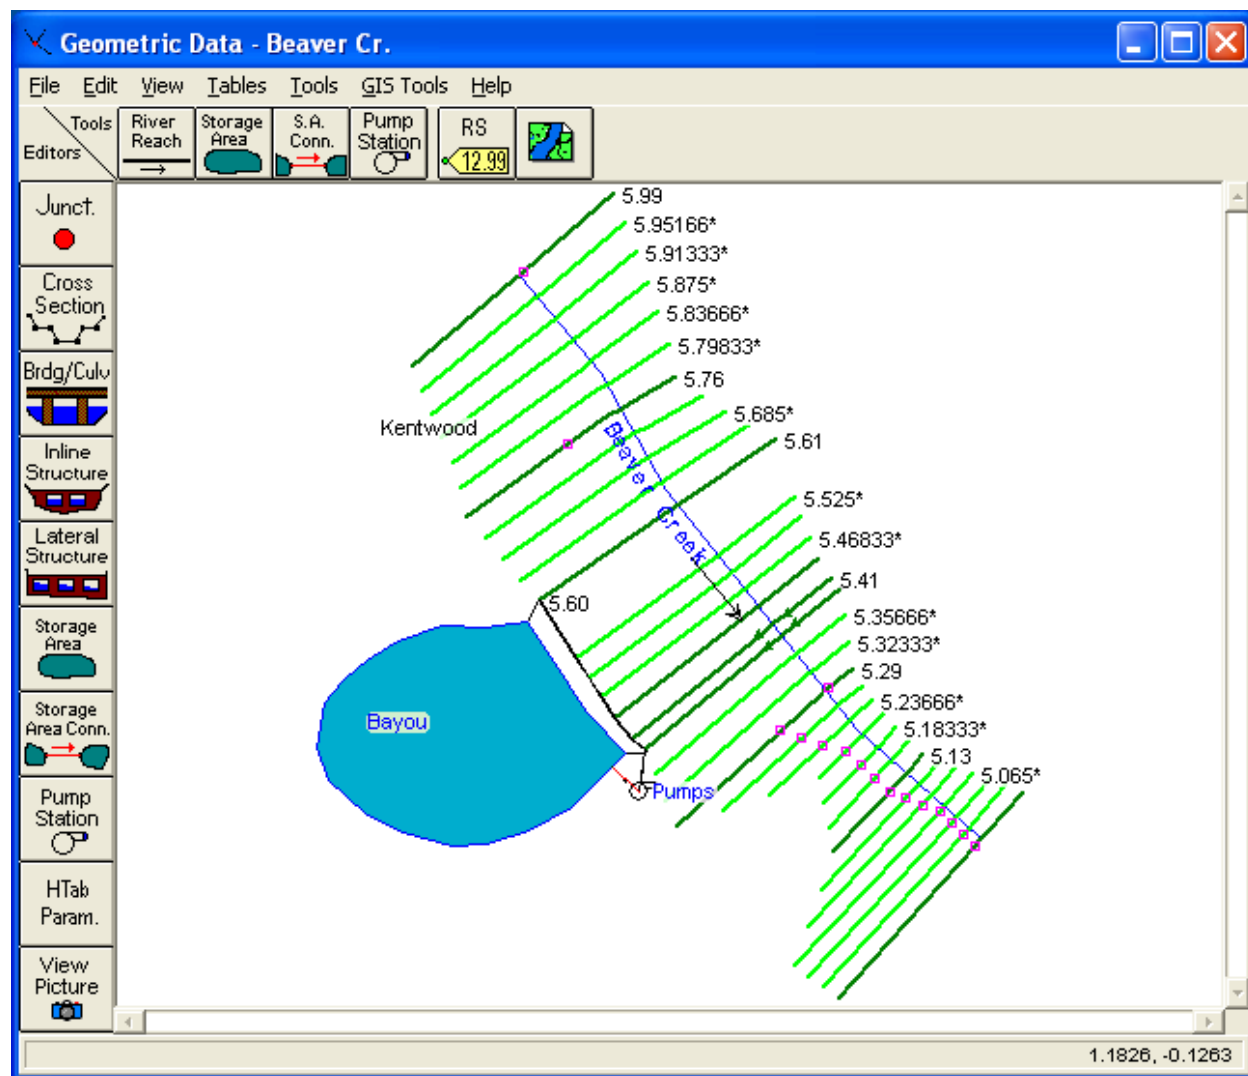 Geometric Data - Beaver Cr.
File Edit View Tables Tools GIS Tools Help
Tools
Editors
River
Reach
Storage
Area
S.A.
Conn.
Pump
Station
RS
12.99
Junct.
Cross
Section
Brdg/Culv
Inline
Structure
Lateral
Structure
Storage
Area
Storage
Area Conn.
Pump
Station
HTab
Param.
View
Picture
5.99
5.95166*
5.91333*
5.875*
5.83666*
5.79833*
5.76
Kentwood
5.685*
5.61
Beaver Creek
5.525*
5.46833*
5.41
5.60
5.35666*
5.32333*
5.29
5.23666*
Bayou
5.18333*
5.13
5.065*
Pumps
1.1826, -0.1263